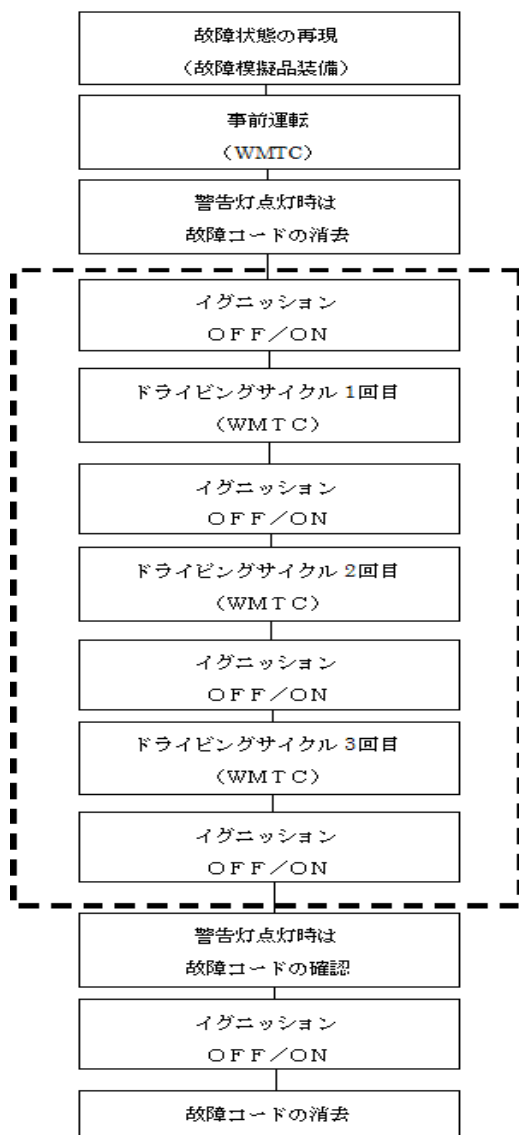 故障状態の再現
（故障模擬品装備）
事前運転
（WMTC）
警告灯点灯時は
故障コードの消去
イグニッション
ＯＦＦ／ＯＮ
ドライビングサイクル 1回目
（ＷＭＴＣ）
イグニッション
ＯＦＦ／ＯＮ
ドライビングサイクル 2回目
（ＷＭＴＣ）
イグニッション
ＯＦＦ／ＯＮ
ドライビングサイクル 3回目
（ＷＭＴＣ）
イグニッション
ＯＦＦ／ＯＮ
警告灯点灯時は
故障コードの確認
イグニッション
ＯＦＦ／ＯＮ
故障コードの消去